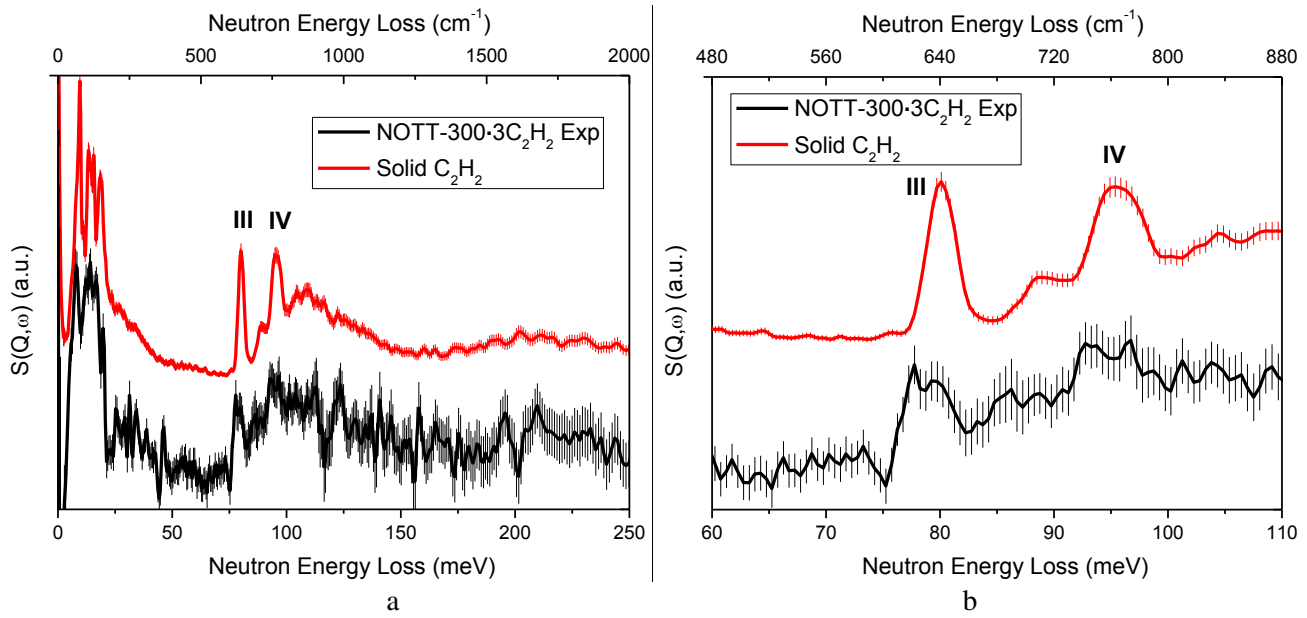 Neutron Energy Loss (cm⁻¹)
0 500 1000 1500 2000
NOTT-300·3C₂H₂ Exp
Solid C₂H₂
III IV
S(Q,ω) (a.u.)
0 50 100 150 200 250
Neutron Energy Loss (meV)
a
Neutron Energy Loss (cm⁻¹)
480 560 640 720 800 880
NOTT-300·3C₂H₂ Exp
Solid C₂H₂
III IV
S(Q,ω) (a.u.)
60 70 80 90 100 110
Neutron Energy Loss (meV)
b